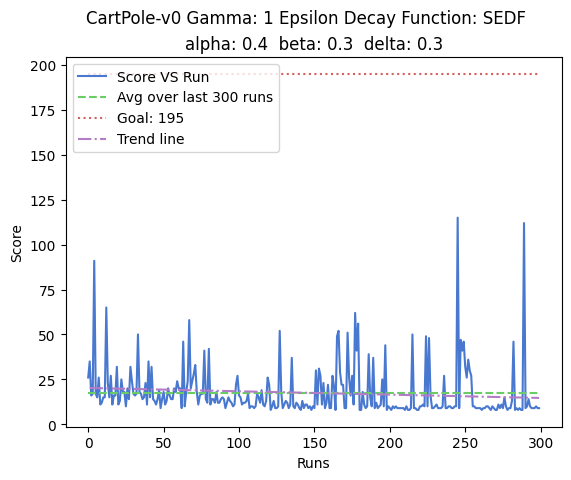 CartPole-v0 Gamma: 1 Epsilon Decay Function: SEDF
alpha: 0.4 beta: 0.3 delta: 0.3
Score VS Run
Avg over last 300 runs
Goal: 195
Trend line
200
175
150
125
100
75
50
25
0
Score
0
50
100
150
200
250
300
Runs